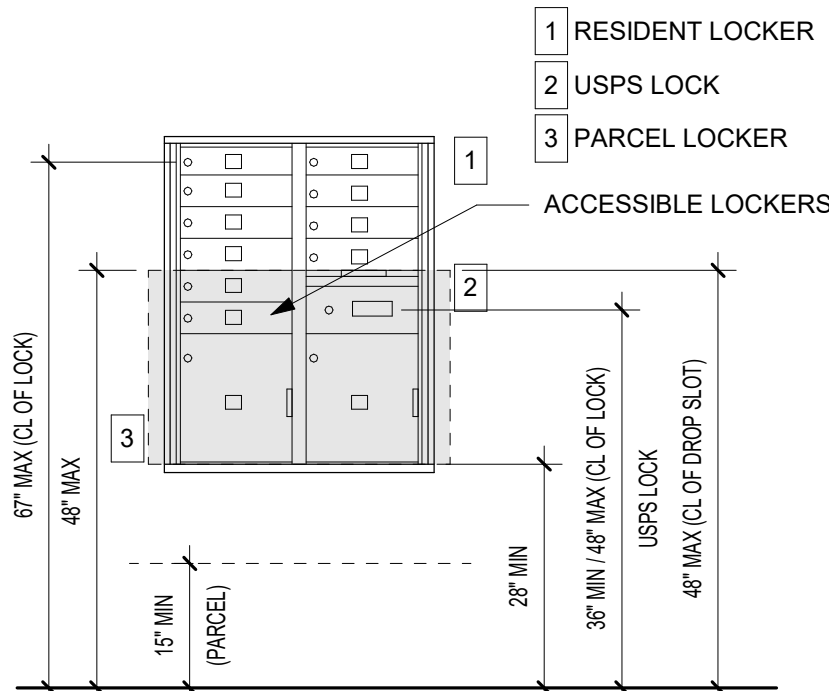 1 RESIDENT LOCKER
2 USPS LOCK
3 PARCEL LOCKER
1
ACCESSIBLE LOCKERS
2
3
67" MAX (CL OF LOCK)
48" MAX
15" MIN
(PARCEL)
28" MIN
36" MIN / 48" MAX (CL OF LOCK)
USPS LOCK
48" MAX (CL OF DROP SLOT)